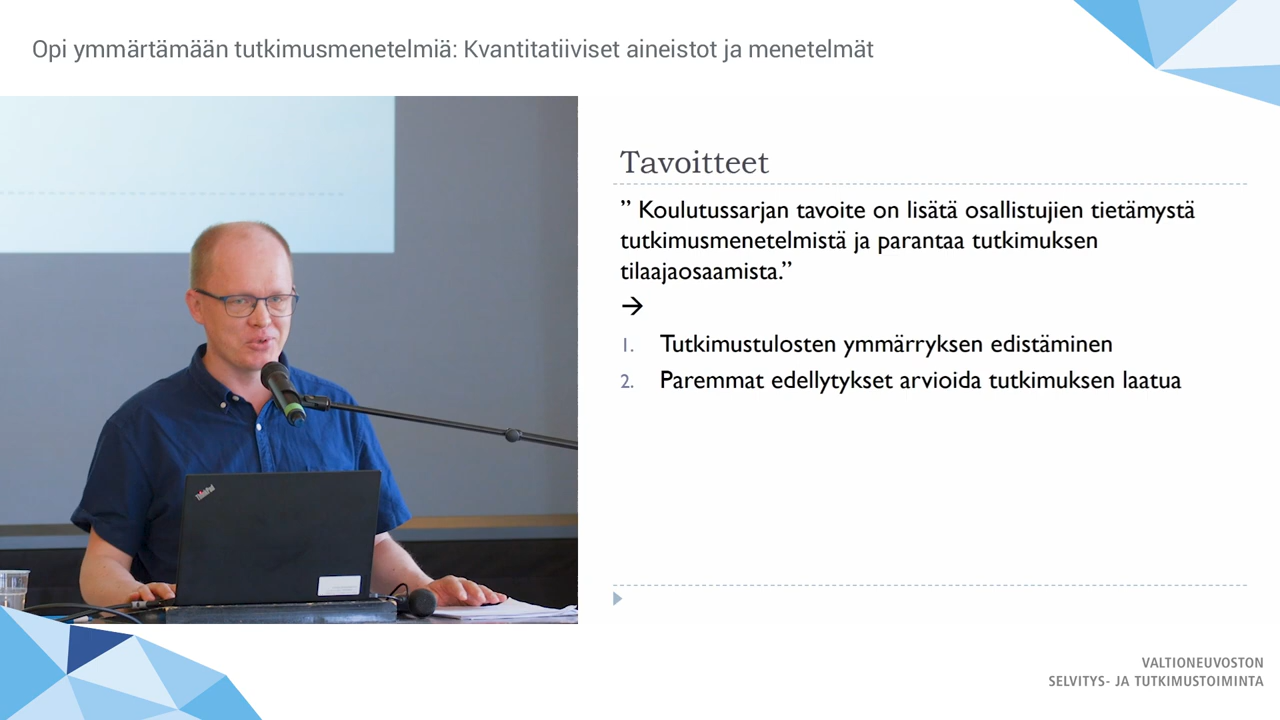 Opi ymmärtämään tutkimusmenetelmiä: Kvantitatiiviset aineistot ja menetelmät
Tavoitteet
” Koulutussarjan tavoite on lisätä osallistujien tietämystä
tutkimusmenetelmistä ja parantaa tutkimuksen
tilaajaosaamista.”
→
1. Tutkimustulosten ymmärryksen edistäminen
2. Paremmat edellytykset arvioida tutkimuksen laatua
ThinkPad
VALTIONEUVOSTON
SELVITYS- JA TUTKIMUSTOIMINTA